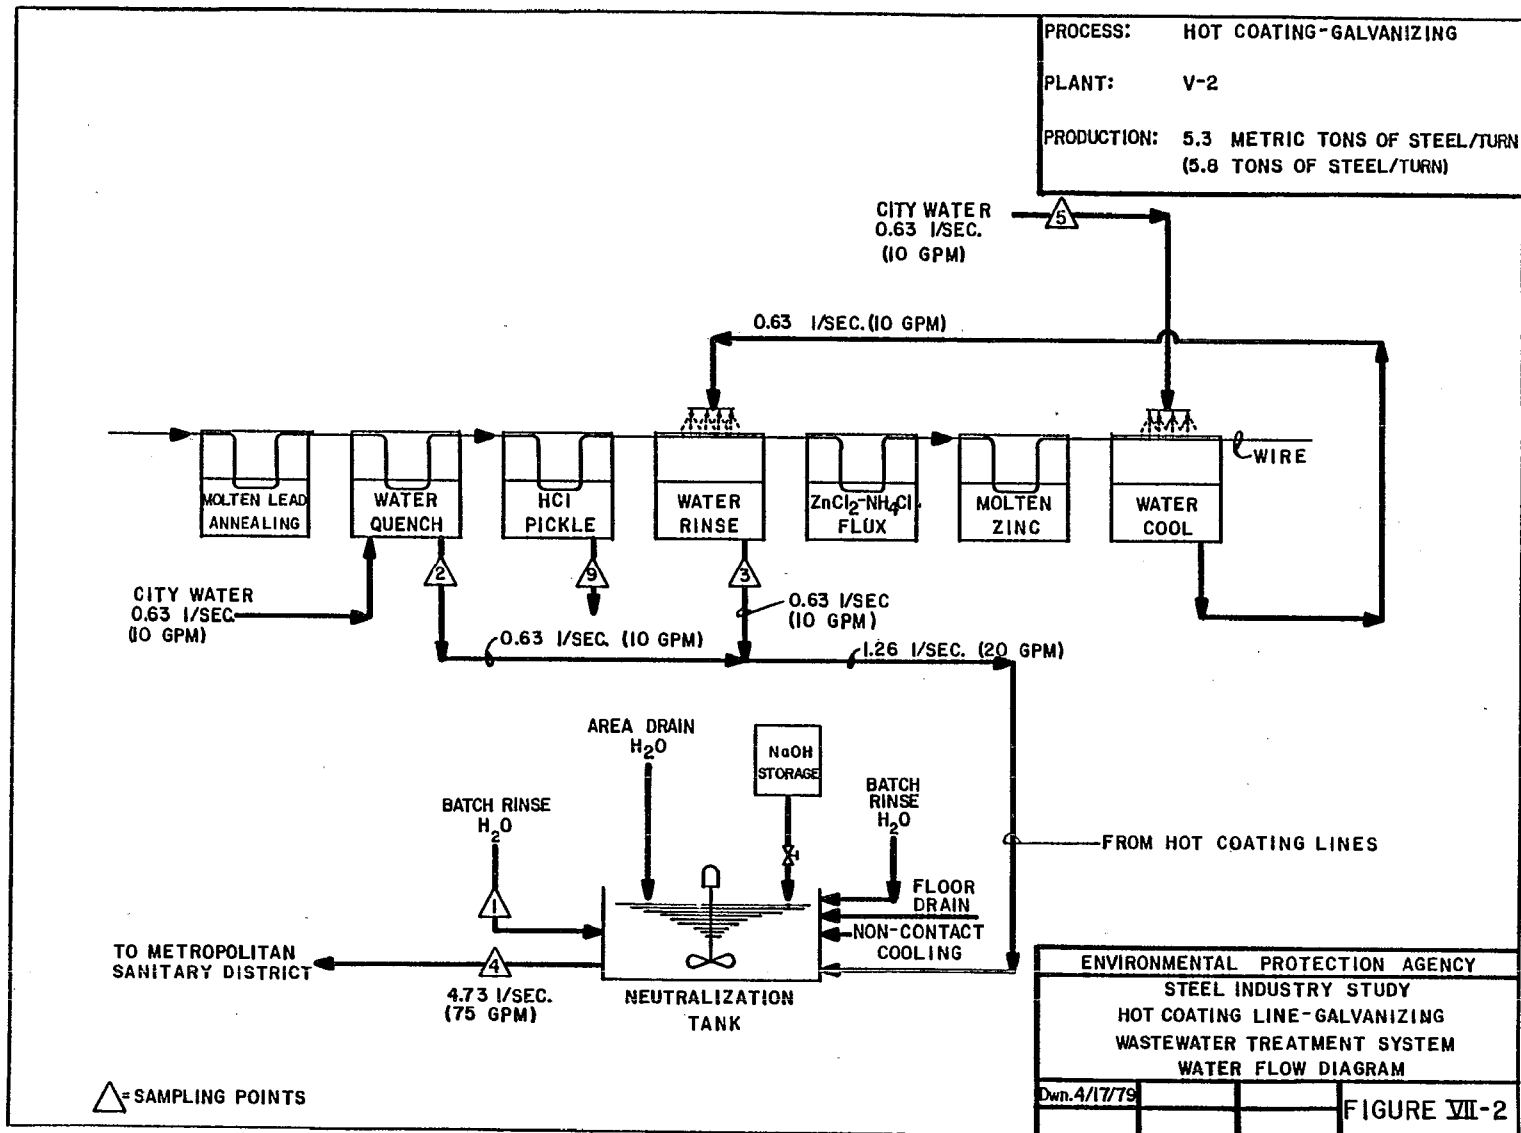 PROCESS: HOT COATING-GALVANIZING
PLANT: V-2
PRODUCTION: 5.3 METRIC TONS OF STEEL/TURN
(5.8 TONS OF STEEL/TURN)
CITY WATER
0.63 l/SEC.
(10 GPM)
5
0.63 l/SEC.(10 GPM)
WIRE
MOLTEN LEAD
ANNEALING
WATER
QUENCH
HCl
PICKLE
WATER
RINSE
ZnCl2-NH4Cl
FLUX
MOLTEN
ZINC
WATER
COOL
2
9
3
CITY WATER
0.63 l/SEC.
(10 GPM)
0.63 l/SEC
(10 GPM)
0.63 l/SEC. (10 GPM)
1.26 l/SEC. (20 GPM)
AREA DRAIN
H2O
NaOH
STORAGE
BATCH
RINSE
H2O
BATCH RINSE
H2O
FROM HOT COATING LINES
1
FLOOR
DRAIN
NON-CONTACT
COOLING
TO METROPOLITAN
SANITARY DISTRICT
4
4.73 l/SEC.
(75 GPM)
NEUTRALIZATION
TANK
△=SAMPLING POINTS
ENVIRONMENTAL PROTECTION AGENCY
STEEL INDUSTRY STUDY
HOT COATING LINE-GALVANIZING
WASTEWATER TREATMENT SYSTEM
WATER FLOW DIAGRAM
Dwn.4/17/79
FIGURE VII-2